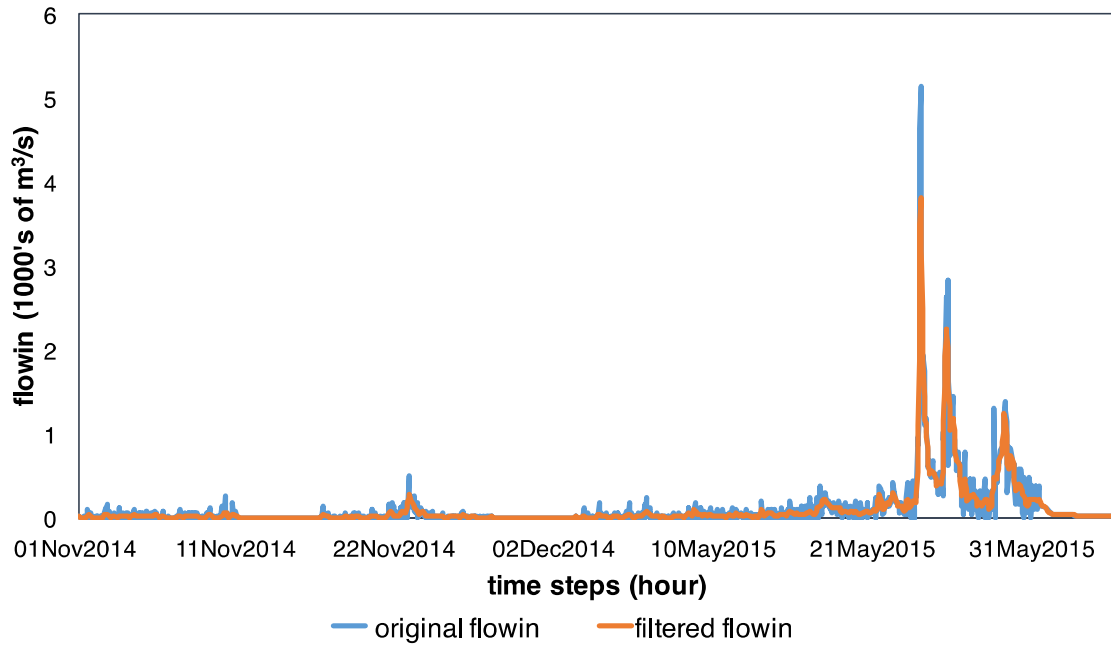 6
5
4
3
2
1
0
flowin (1000's of m³/s)
01Nov2014 11Nov2014 22Nov2014 02Dec2014 10May2015 21May2015 31May2015
time steps (hour)
original flowin filtered flowin